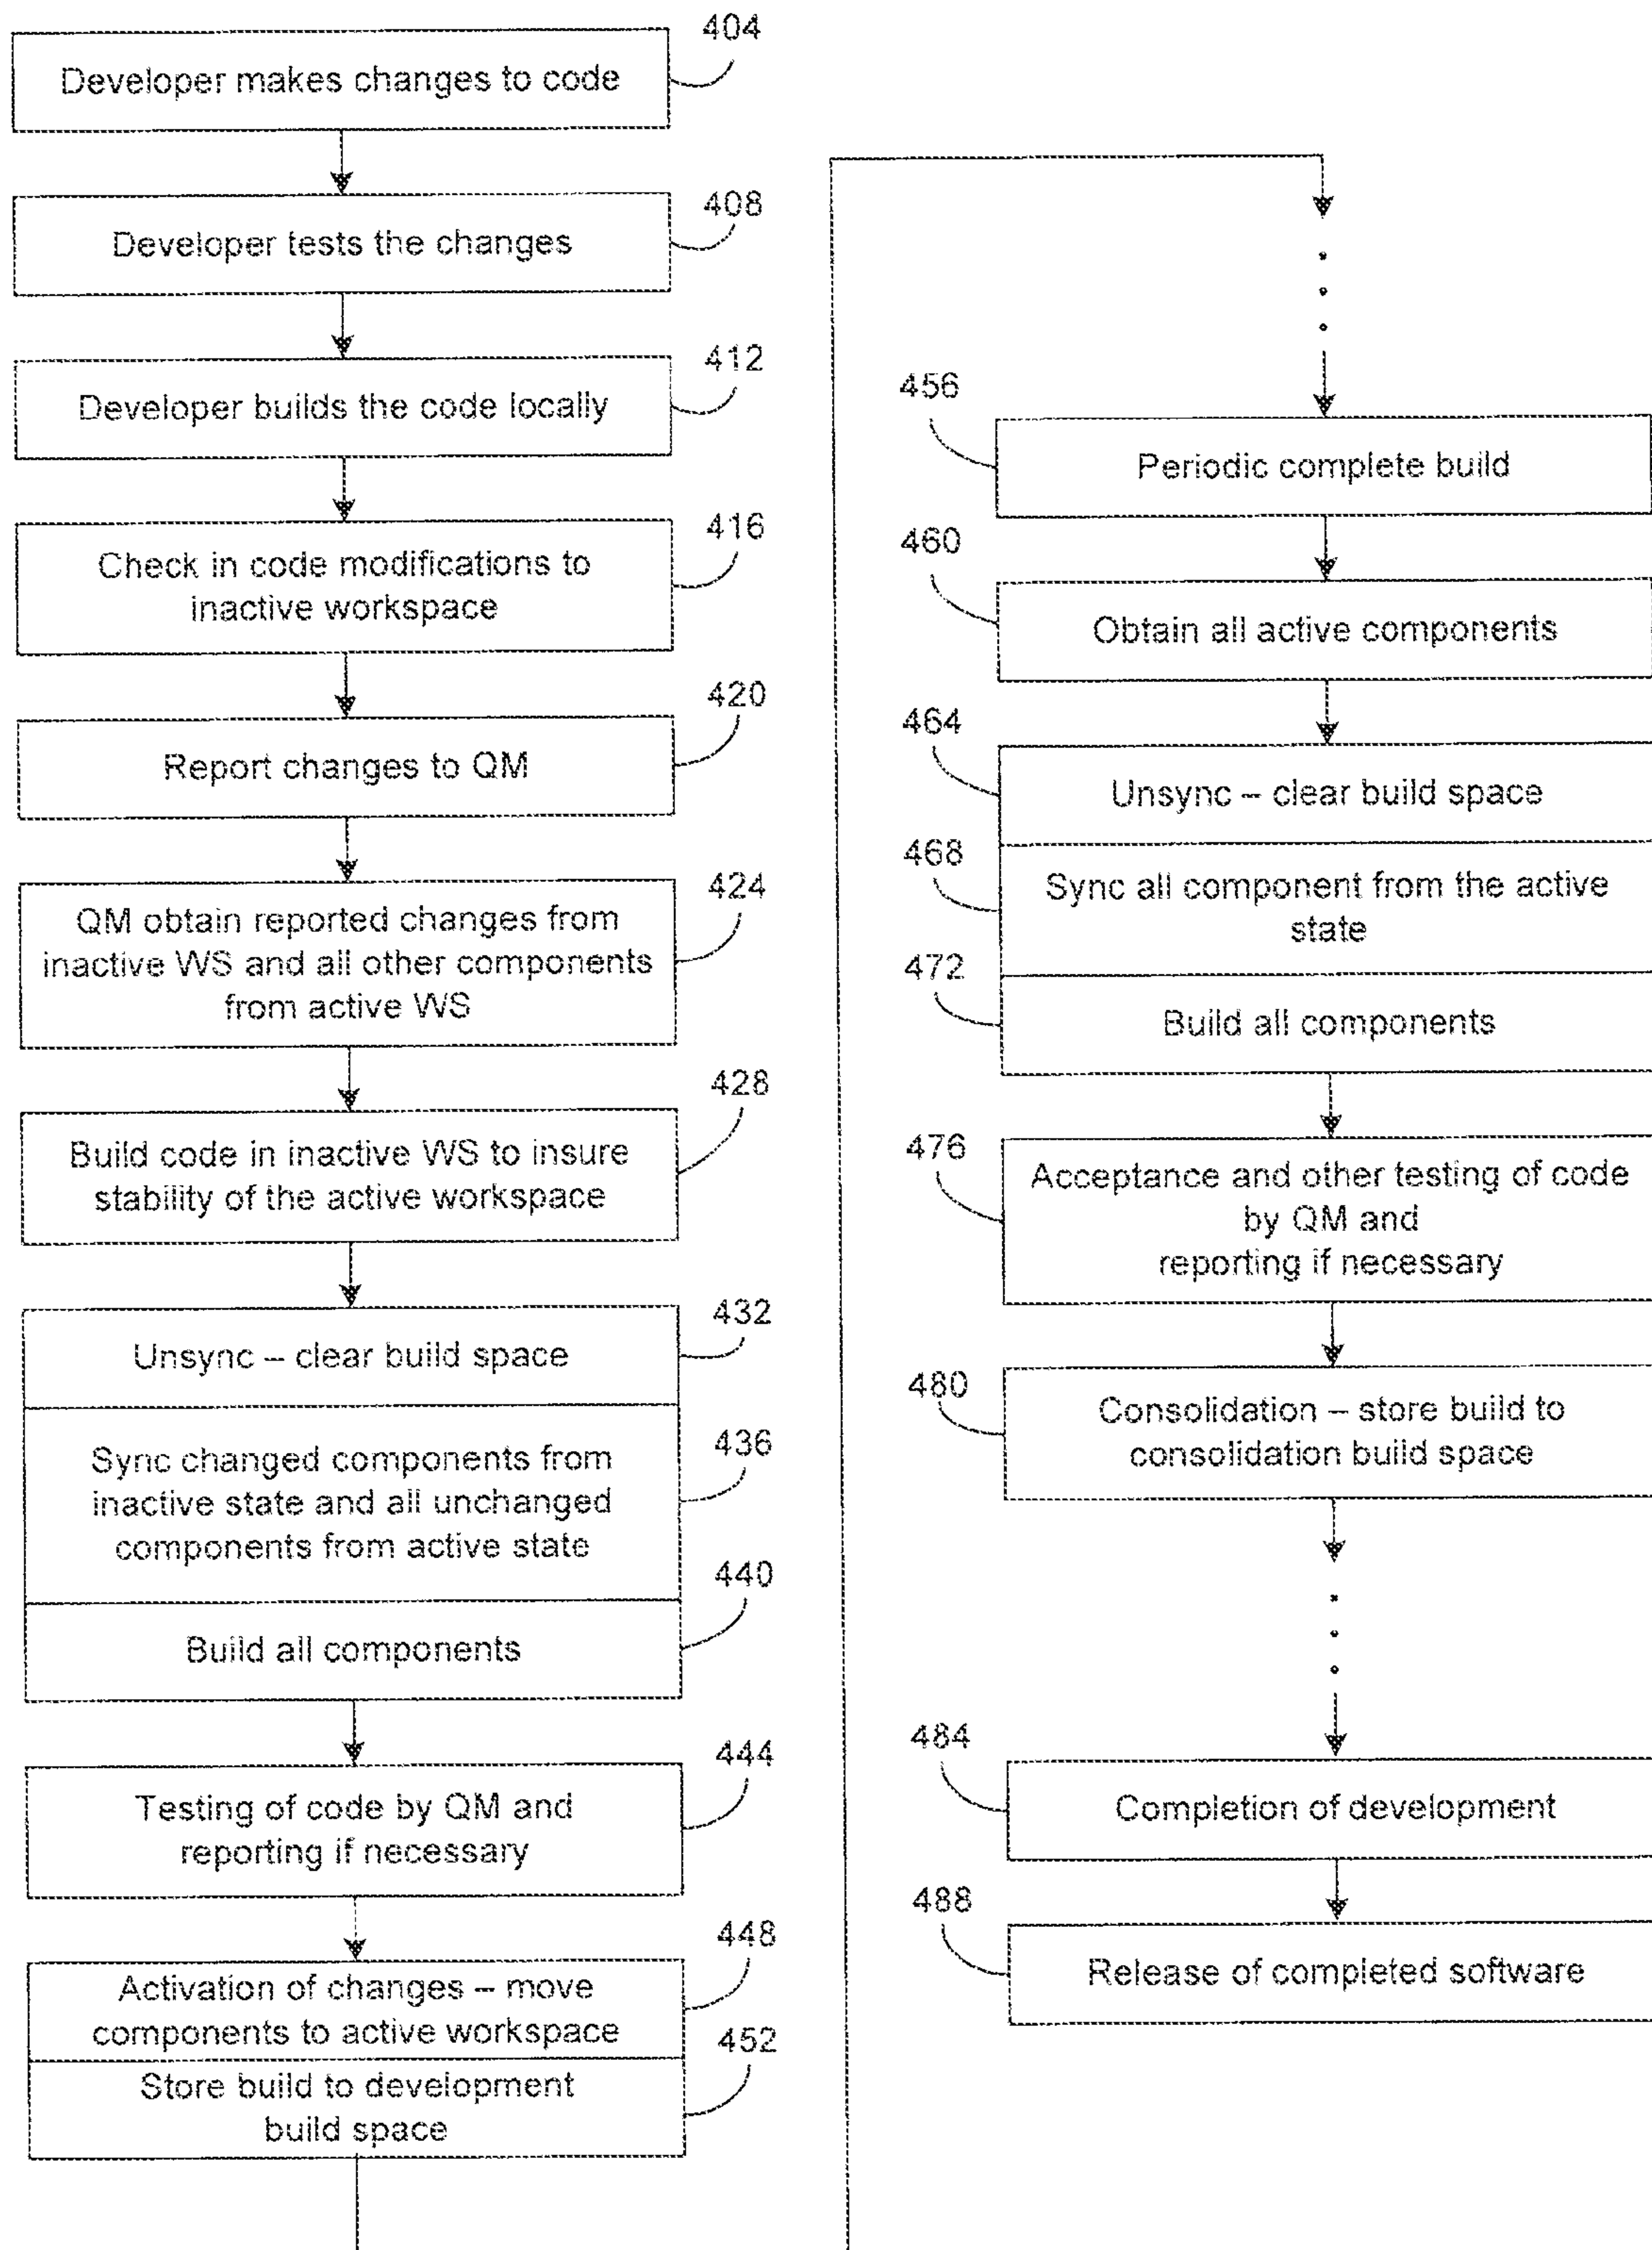 404
Developer makes changes to code
408
Developer tests the changes
412
Developer builds the code locally
416
Check in code modifications to
inactive workspace
420
Report changes to QM
424
QM obtain reported changes from
inactive WS and all other components
from active WS
428
Build code in inactive WS to insure
stability of the active workspace
432
Unsync – clear build space
436
Sync changed components from
inactive state and all unchanged
components from active state
440
Build all components
444
Testing of code by QM and
reporting if necessary
448
Activation of changes – move
components to active workspace
452
Store build to development
build space
456
Periodic complete build
460
Obtain all active components
464
Unsync – clear build space
468
Sync all component from the active
state
472
Build all components
476
Acceptance and other testing of code
by QM and
reporting if necessary
480
Consolidation – store build to
consolidation build space
484
Completion of development
488
Release of completed software